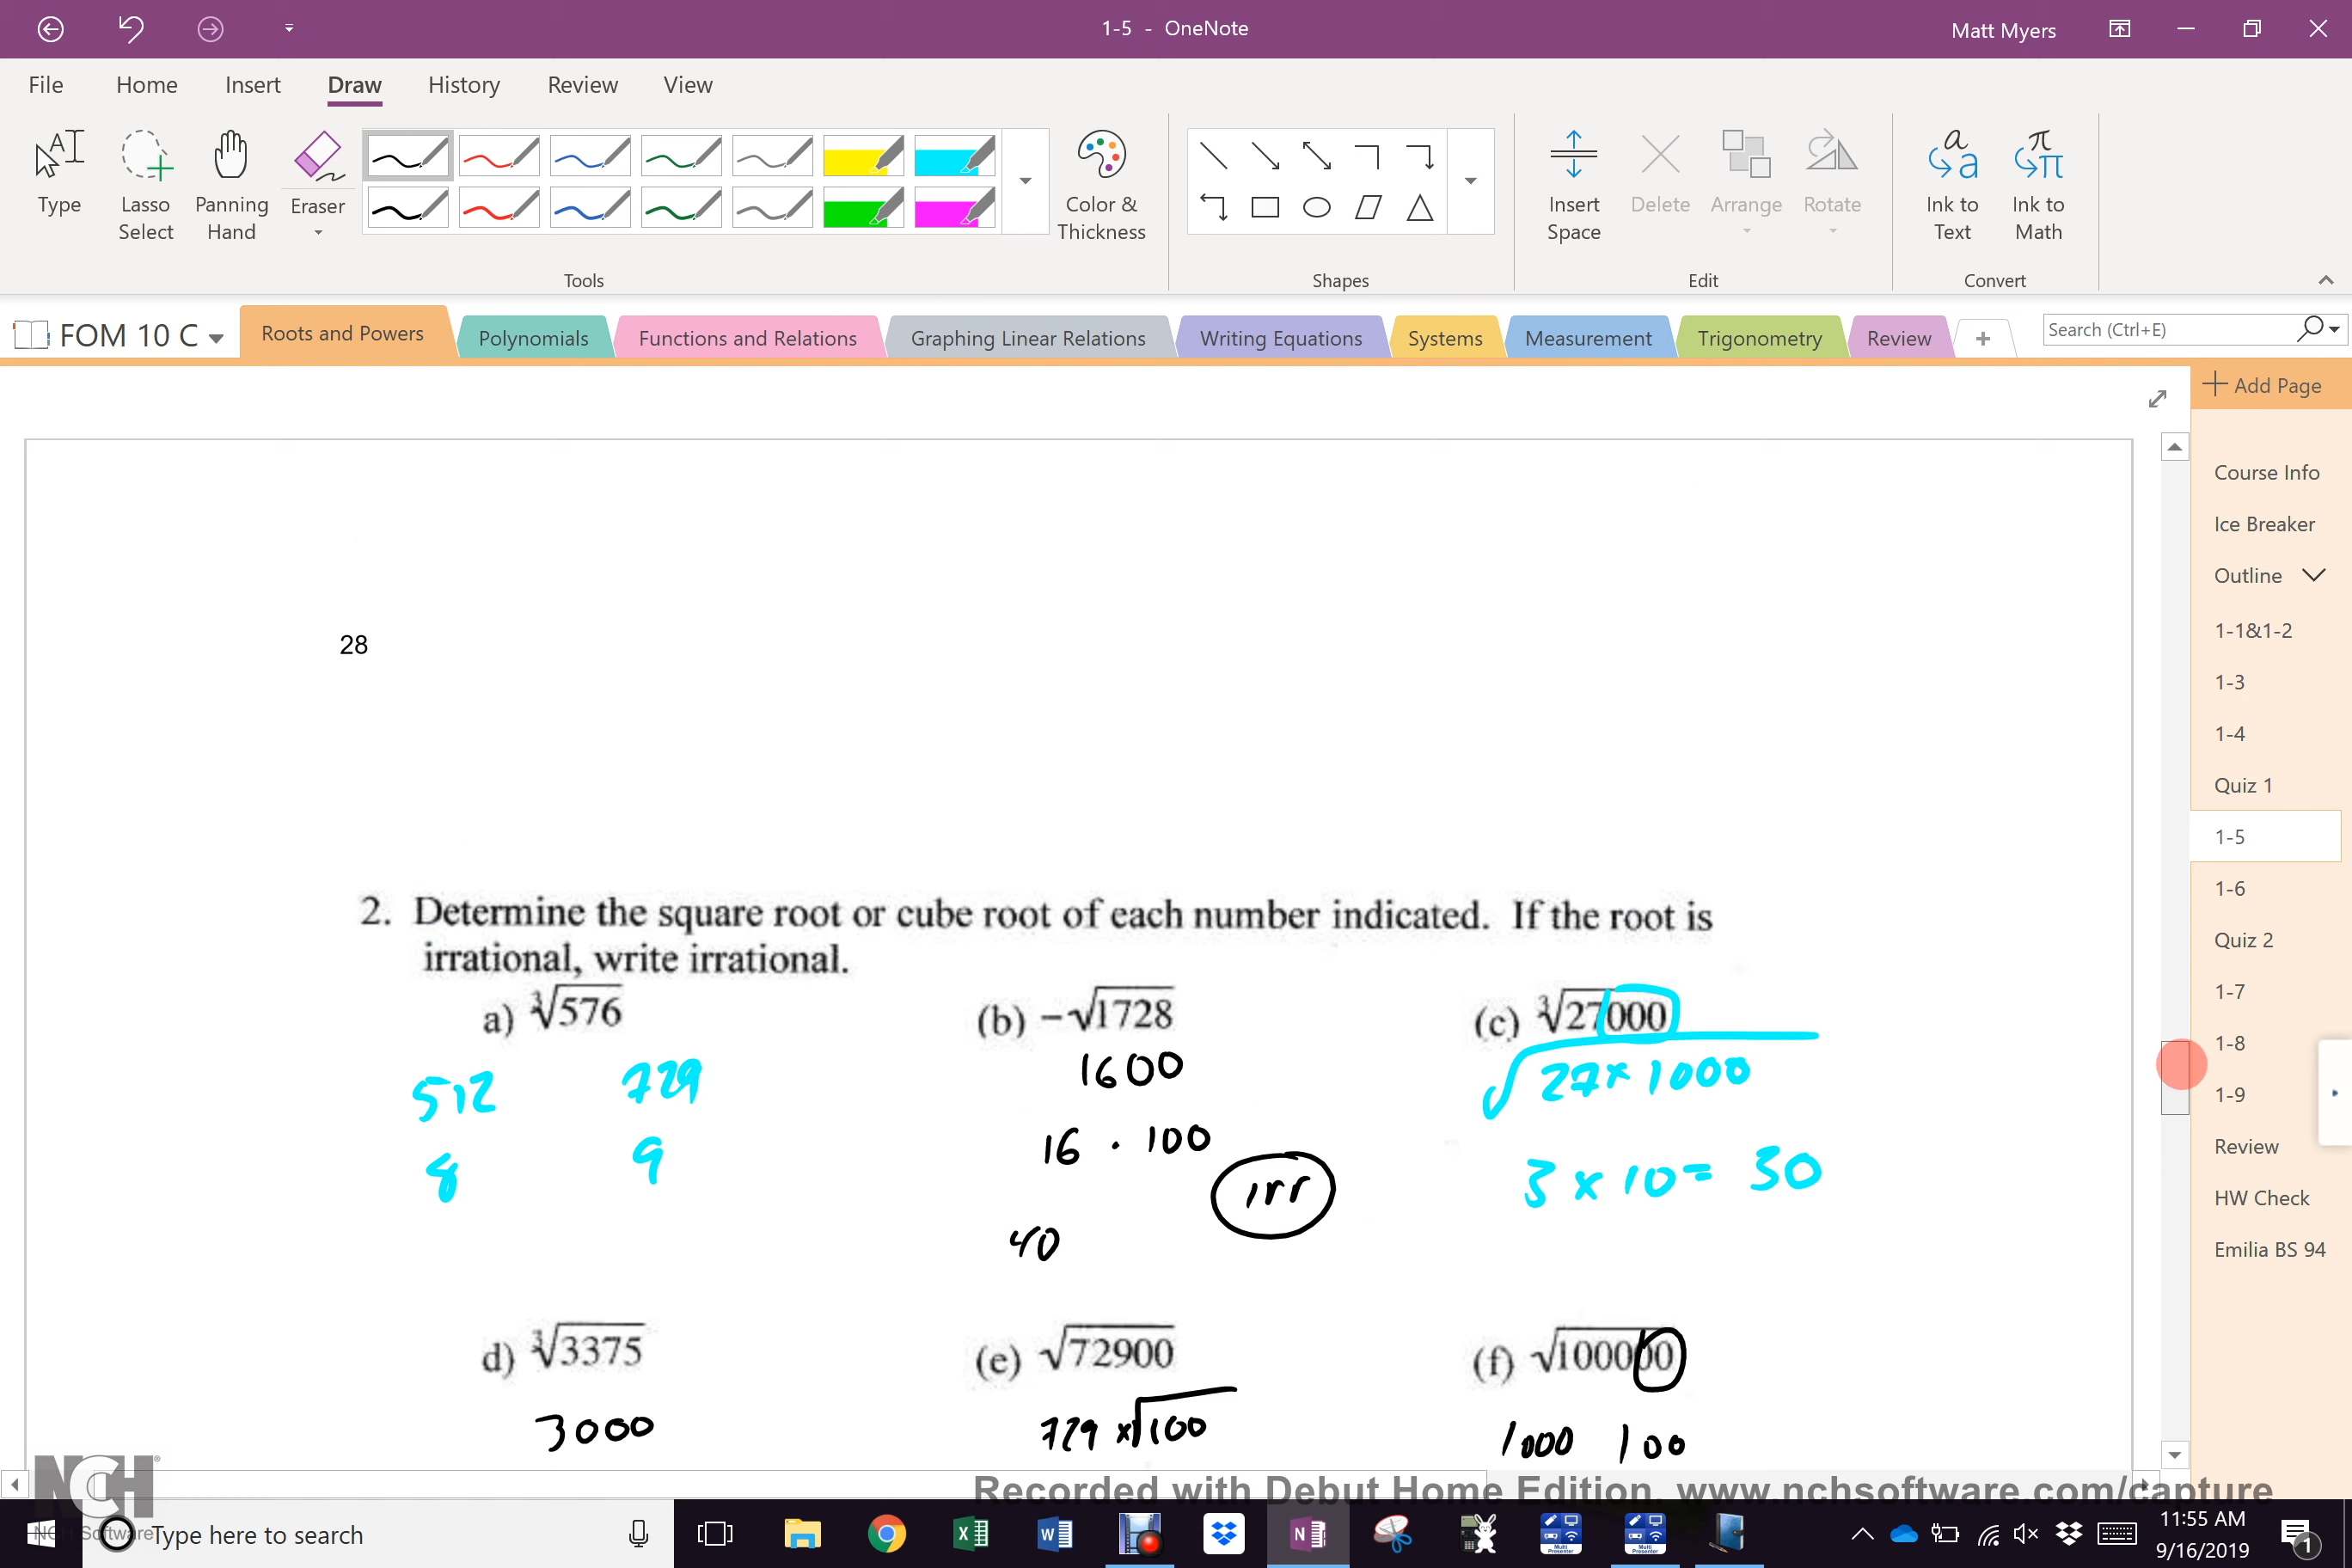 1-5 - OneNote
Matt Myers
File Home Insert Draw History Review View
Type
Lasso Select
Panning Hand
Eraser
Color & Thickness
Insert Space
Delete
Arrange
Rotate
Ink to Text
Ink to Math
Tools
Shapes
Edit
Convert
FOM 10 C
Roots and Powers Polynomials Functions and Relations Graphing Linear Relations Writing Equations Systems Measurement Trigonometry Review
Search (Ctrl+E)
Add Page
Course Info
Ice Breaker
Outline
1-1&1-2
1-3
1-4
Quiz 1
1-5
1-6
Quiz 2
1-7
1-8
1-9
Review
HW Check
Emilia BS 94
28
2. Determine the square root or cube root of each number indicated. If the root is
irrational, write irrational.
a) ∛576 (b) −√1728 (c) ∛27000
512 729 1600 √27 × 1000
8 9 16 · 100 3 × 10 = 30
irr
40
d) ∛3375 (e) √72900 (f) √100000
3000 729 × √100 1000 100
NCH
NCH Software
Recorded with Debut Home Edition. www.nchsoftware.com/capture
Type here to search
11:55 AM
9/16/2019
1